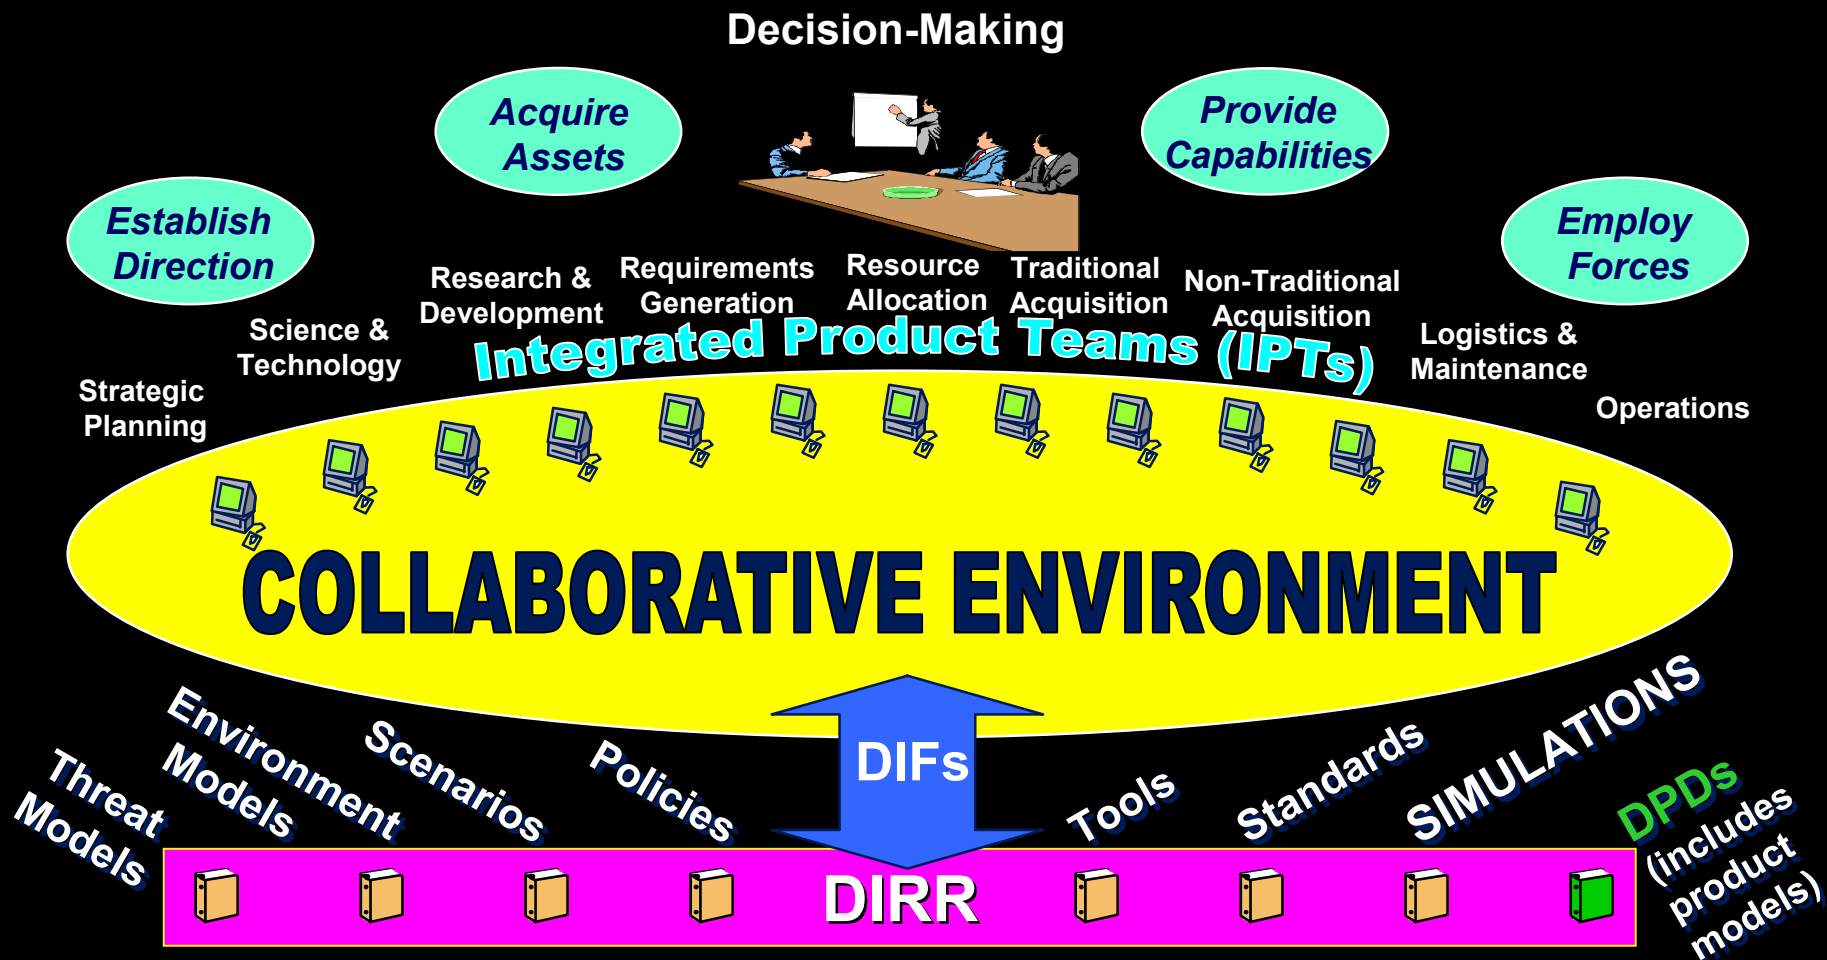 Decision-Making
Acquire
Assets
Provide
Capabilities
Establish
Direction
Employ
Forces
Strategic
Planning
Science &
Technology
Research &
Development
Requirements
Generation
Resource
Allocation
Traditional
Acquisition
Non-Traditional
Acquisition
Logistics &
Maintenance
Operations
Integrated Product Teams (IPTs)
COLLABORATIVE ENVIRONMENT
DIFs
Threat
Models
Environment
Models
Scenarios
Policies
Tools
Standards
SIMULATIONS
DPDs
(includes
product
models)
DIRR